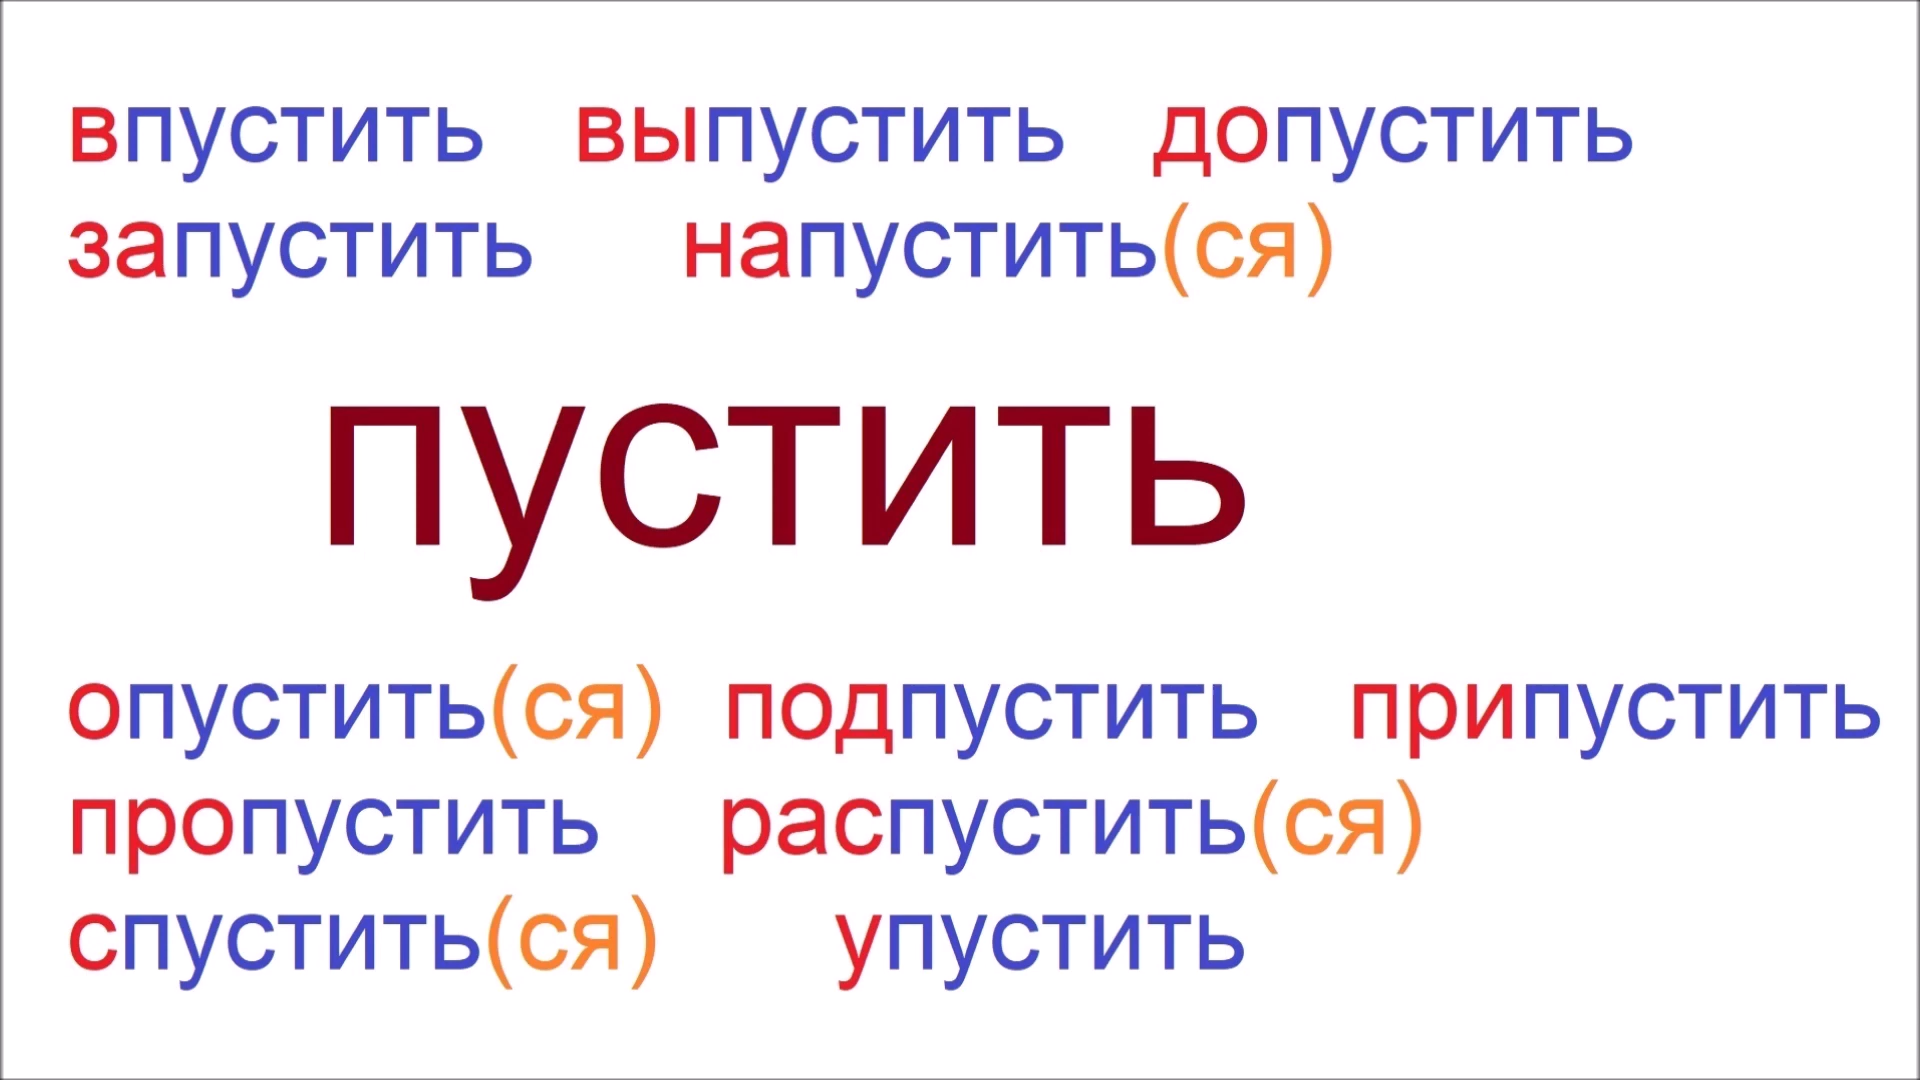 впустить выпустить допустить
запустить напустить(ся)
пустить
опустить(ся) подпустить припустить
пропустить распустить(ся)
спустить(ся) упустить